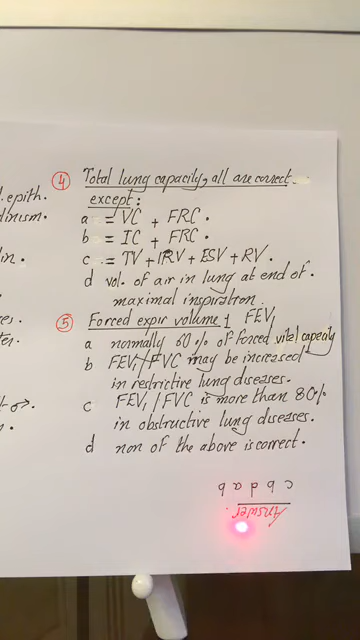 ④ Total lung capacity, all are correct
except:
a = VC + FRC.
b = IC + FRC.
c = TV + IRV + ESV + RV.
d vol. of air in lung at end of
maximal inspiration.
⑤ Forced expir volume 1 FEV₁
a normally 60% of forced vital capacity
b FEV₁/FVC may be increased
in restrictive lung diseases.
c FEV₁/FVC is more than 80%
in obstructive lung diseases.
d non of the above is correct.
Answer
c b d a b
epith.
dinism.